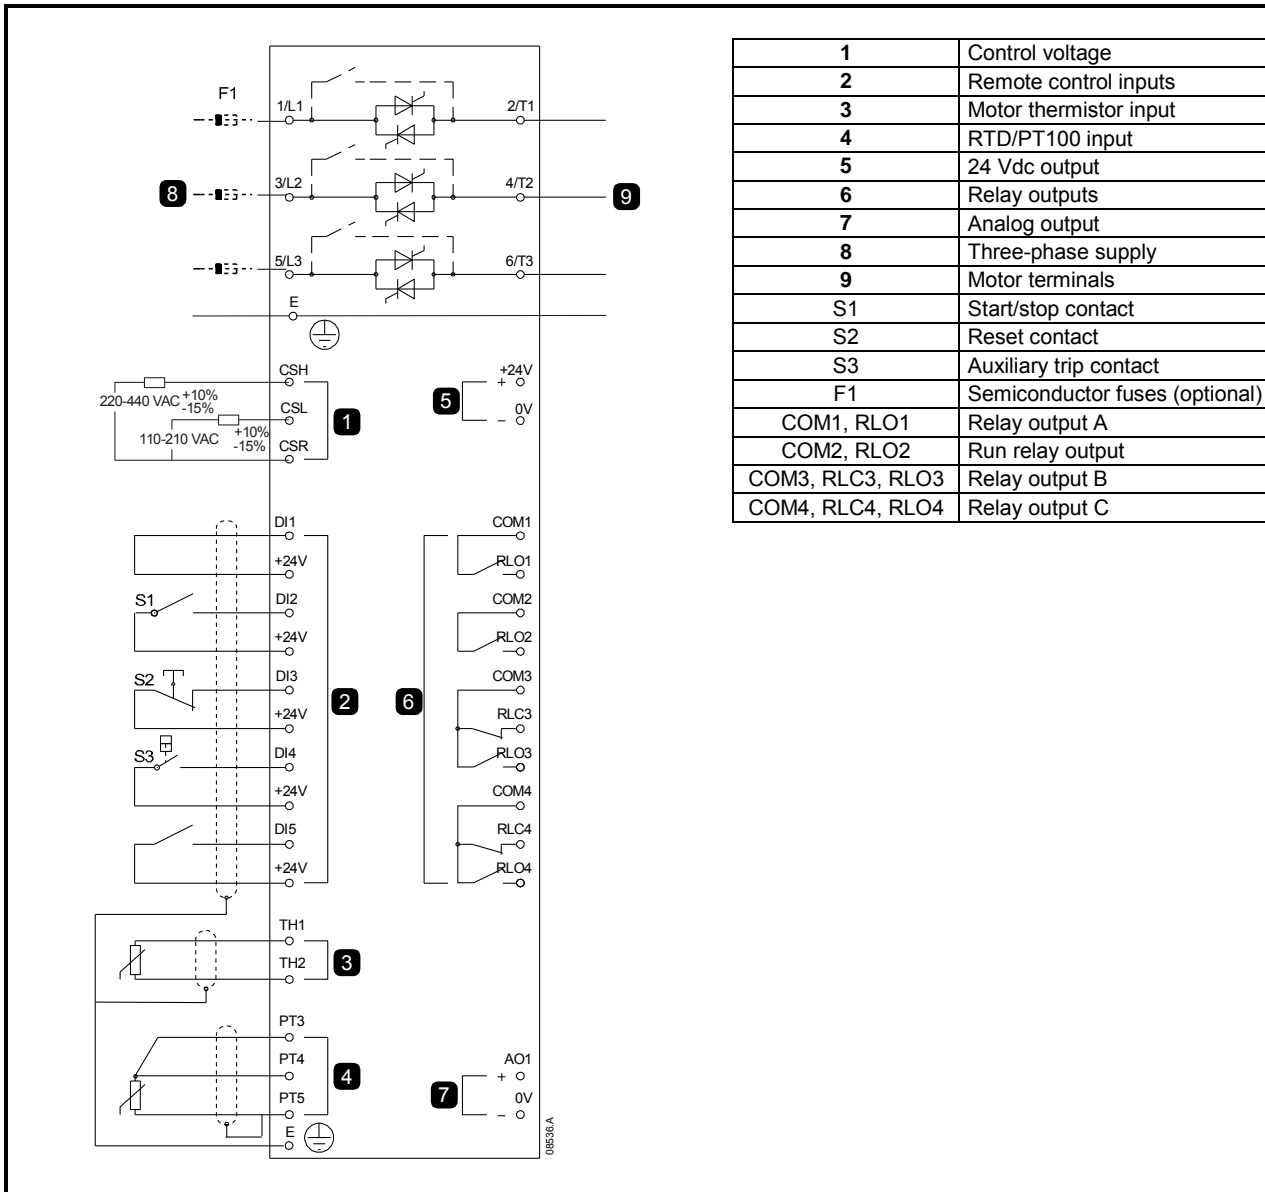 F1
1/L1
2/T1
8
3/L2
4/T2
9
5/L3
6/T3
E
CSH
220-440 VAC +10% -15%
CSL
110-210 VAC +10% -15%
CSR
1
+24V
+
5
0V
–
DI1
+24V
S1
DI2
+24V
S2
DI3
+24V
2
S3
DI4
+24V
DI5
+24V
COM1
RLO1
COM2
RLO2
COM3
6
RLC3
RLO3
COM4
RLC4
RLO4
TH1
TH2
3
PT3
PT4
4
PT5
E
AO1
+
7
0V
–
08536.A
1 Control voltage
2 Remote control inputs
3 Motor thermistor input
4 RTD/PT100 input
5 24 Vdc output
6 Relay outputs
7 Analog output
8 Three-phase supply
9 Motor terminals
S1 Start/stop contact
S2 Reset contact
S3 Auxiliary trip contact
F1 Semiconductor fuses (optional)
COM1, RLO1 Relay output A
COM2, RLO2 Run relay output
COM3, RLC3, RLO3 Relay output B
COM4, RLC4, RLO4 Relay output C